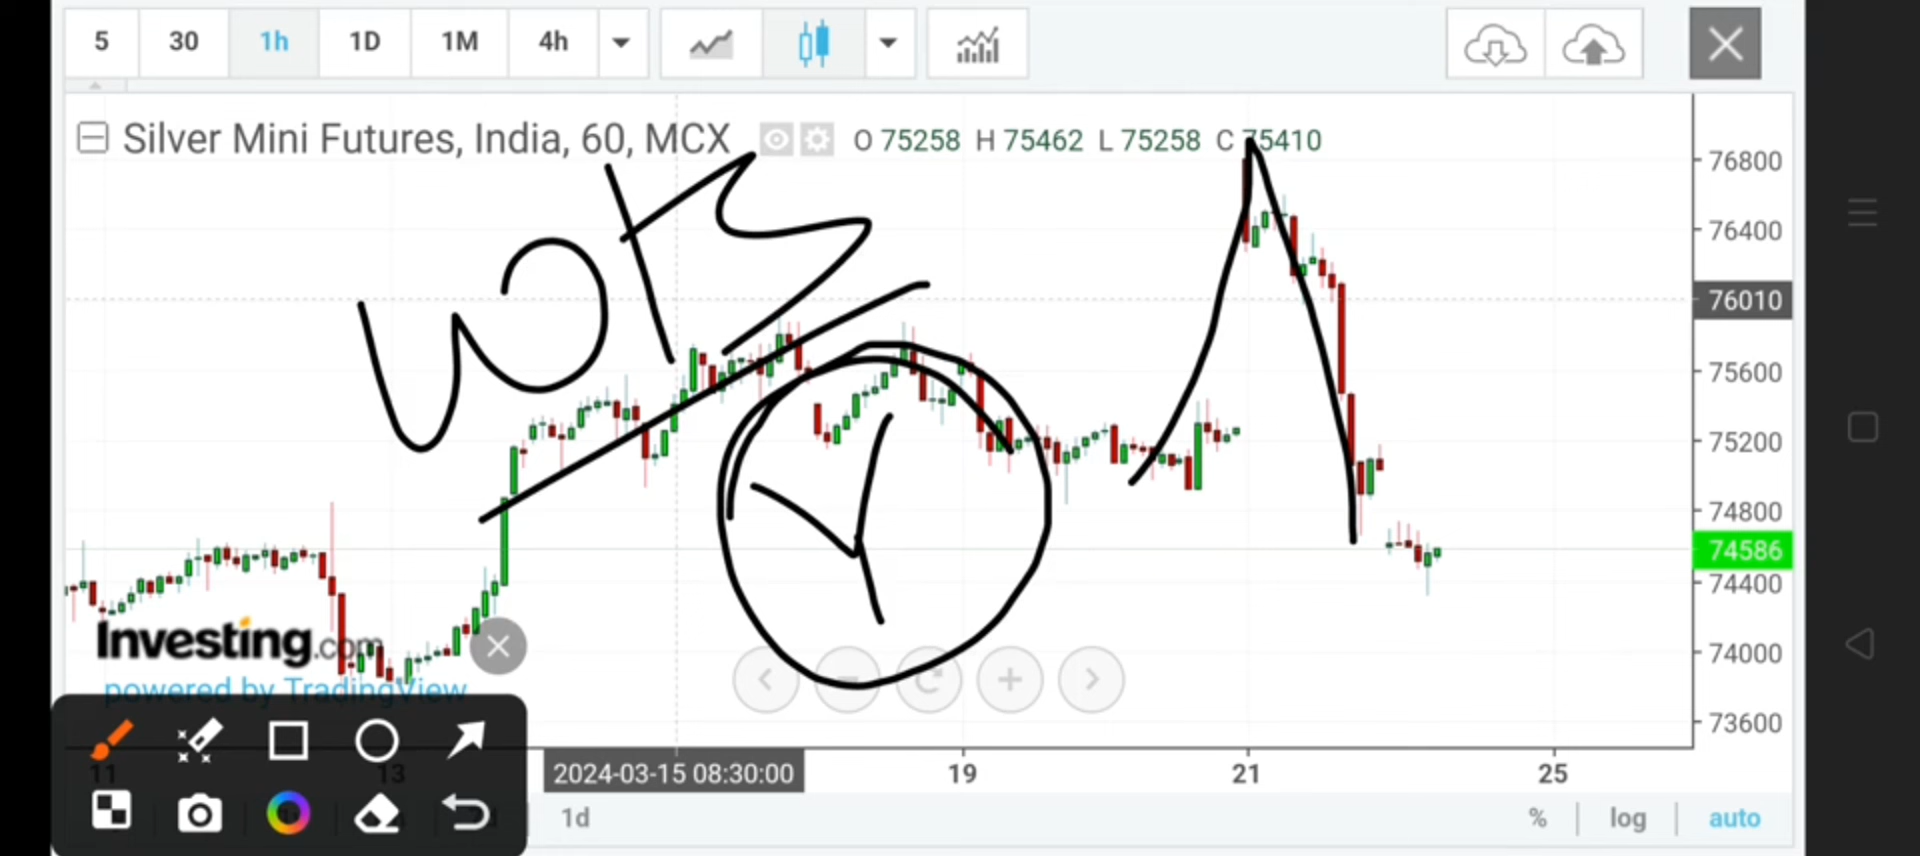 5 30 1h 1D 1M 4h
Silver Mini Futures, India, 60, MCX O 75258 H 75462 L 75258 C 75410
76800
76400
76010
75600
75200
74800
74586
74400
74000
73600
Investing.com
powered by TradingView
11 13 2024-03-15 08:30:00 19 21 25
1d % log auto